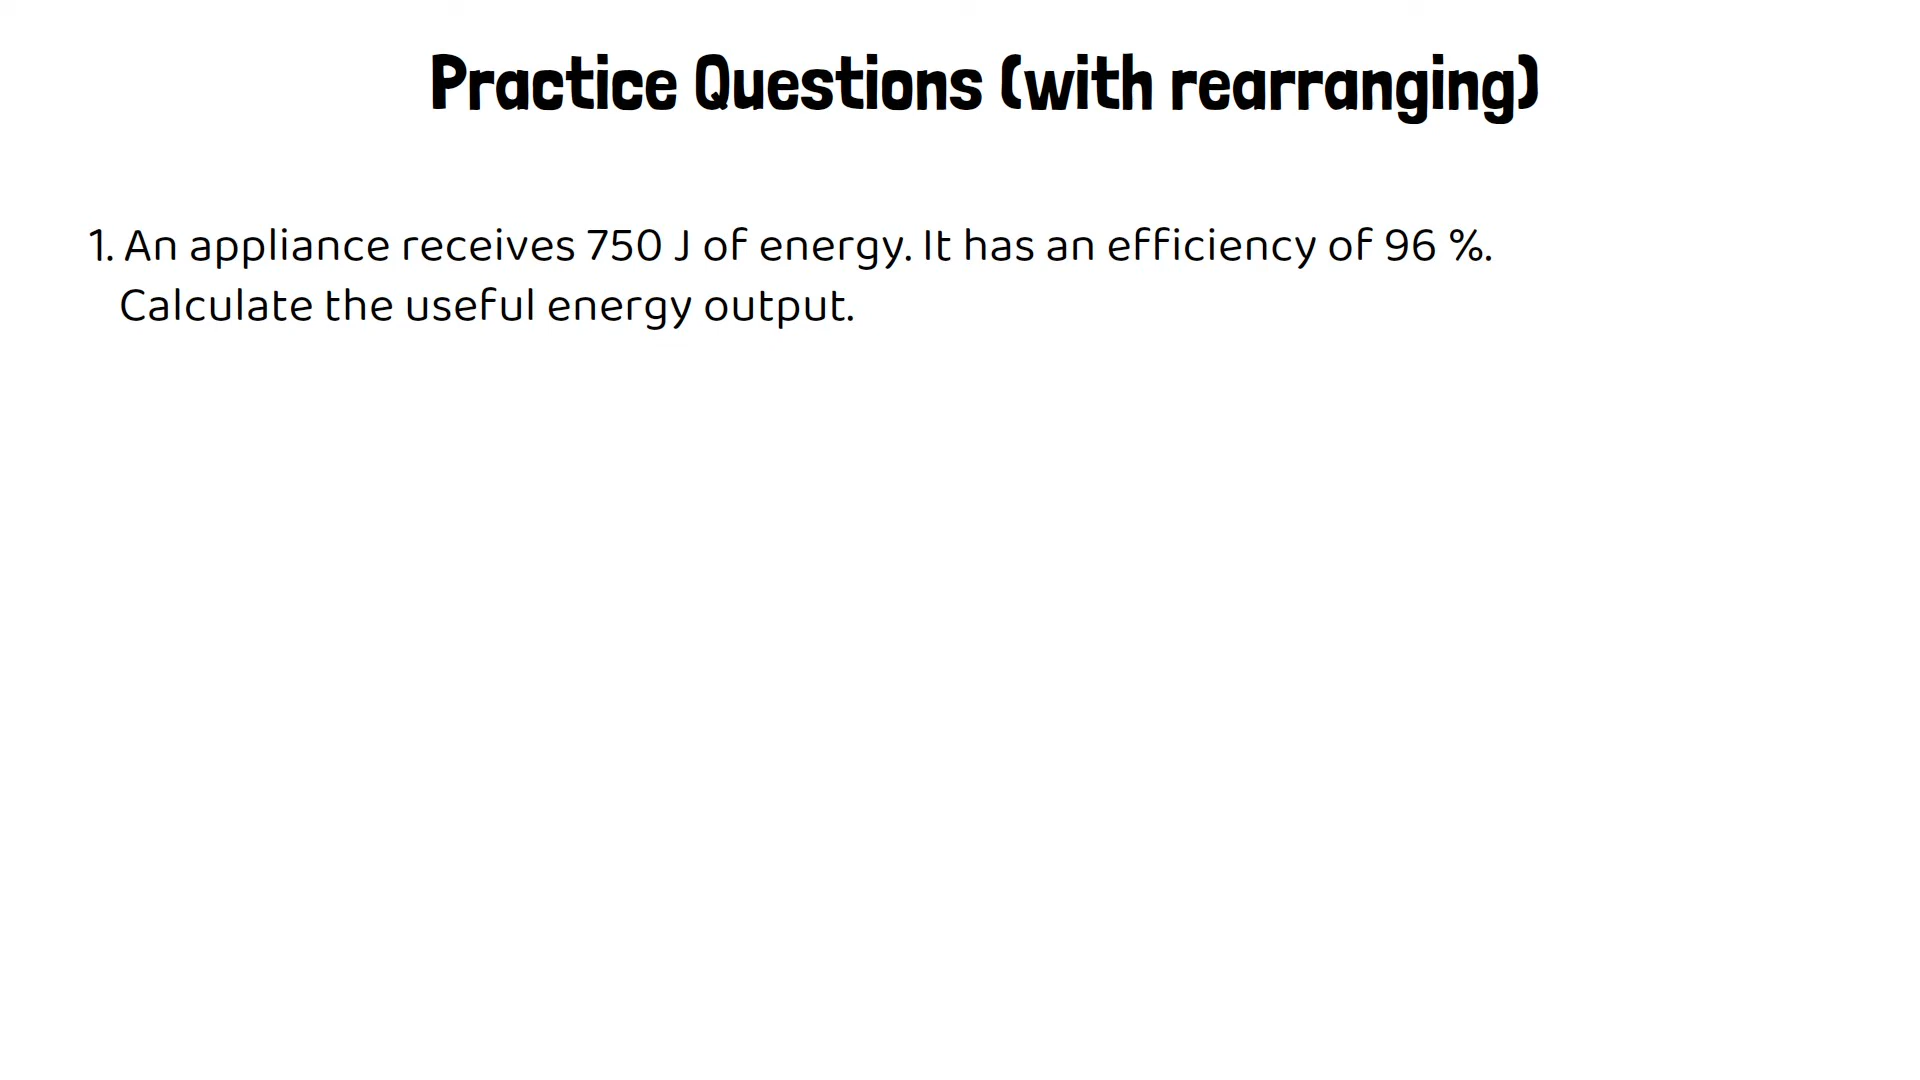 Practice Questions (with rearranging)
1. An appliance receives 750 J of energy. It has an efficiency of 96 %.
Calculate the useful energy output.